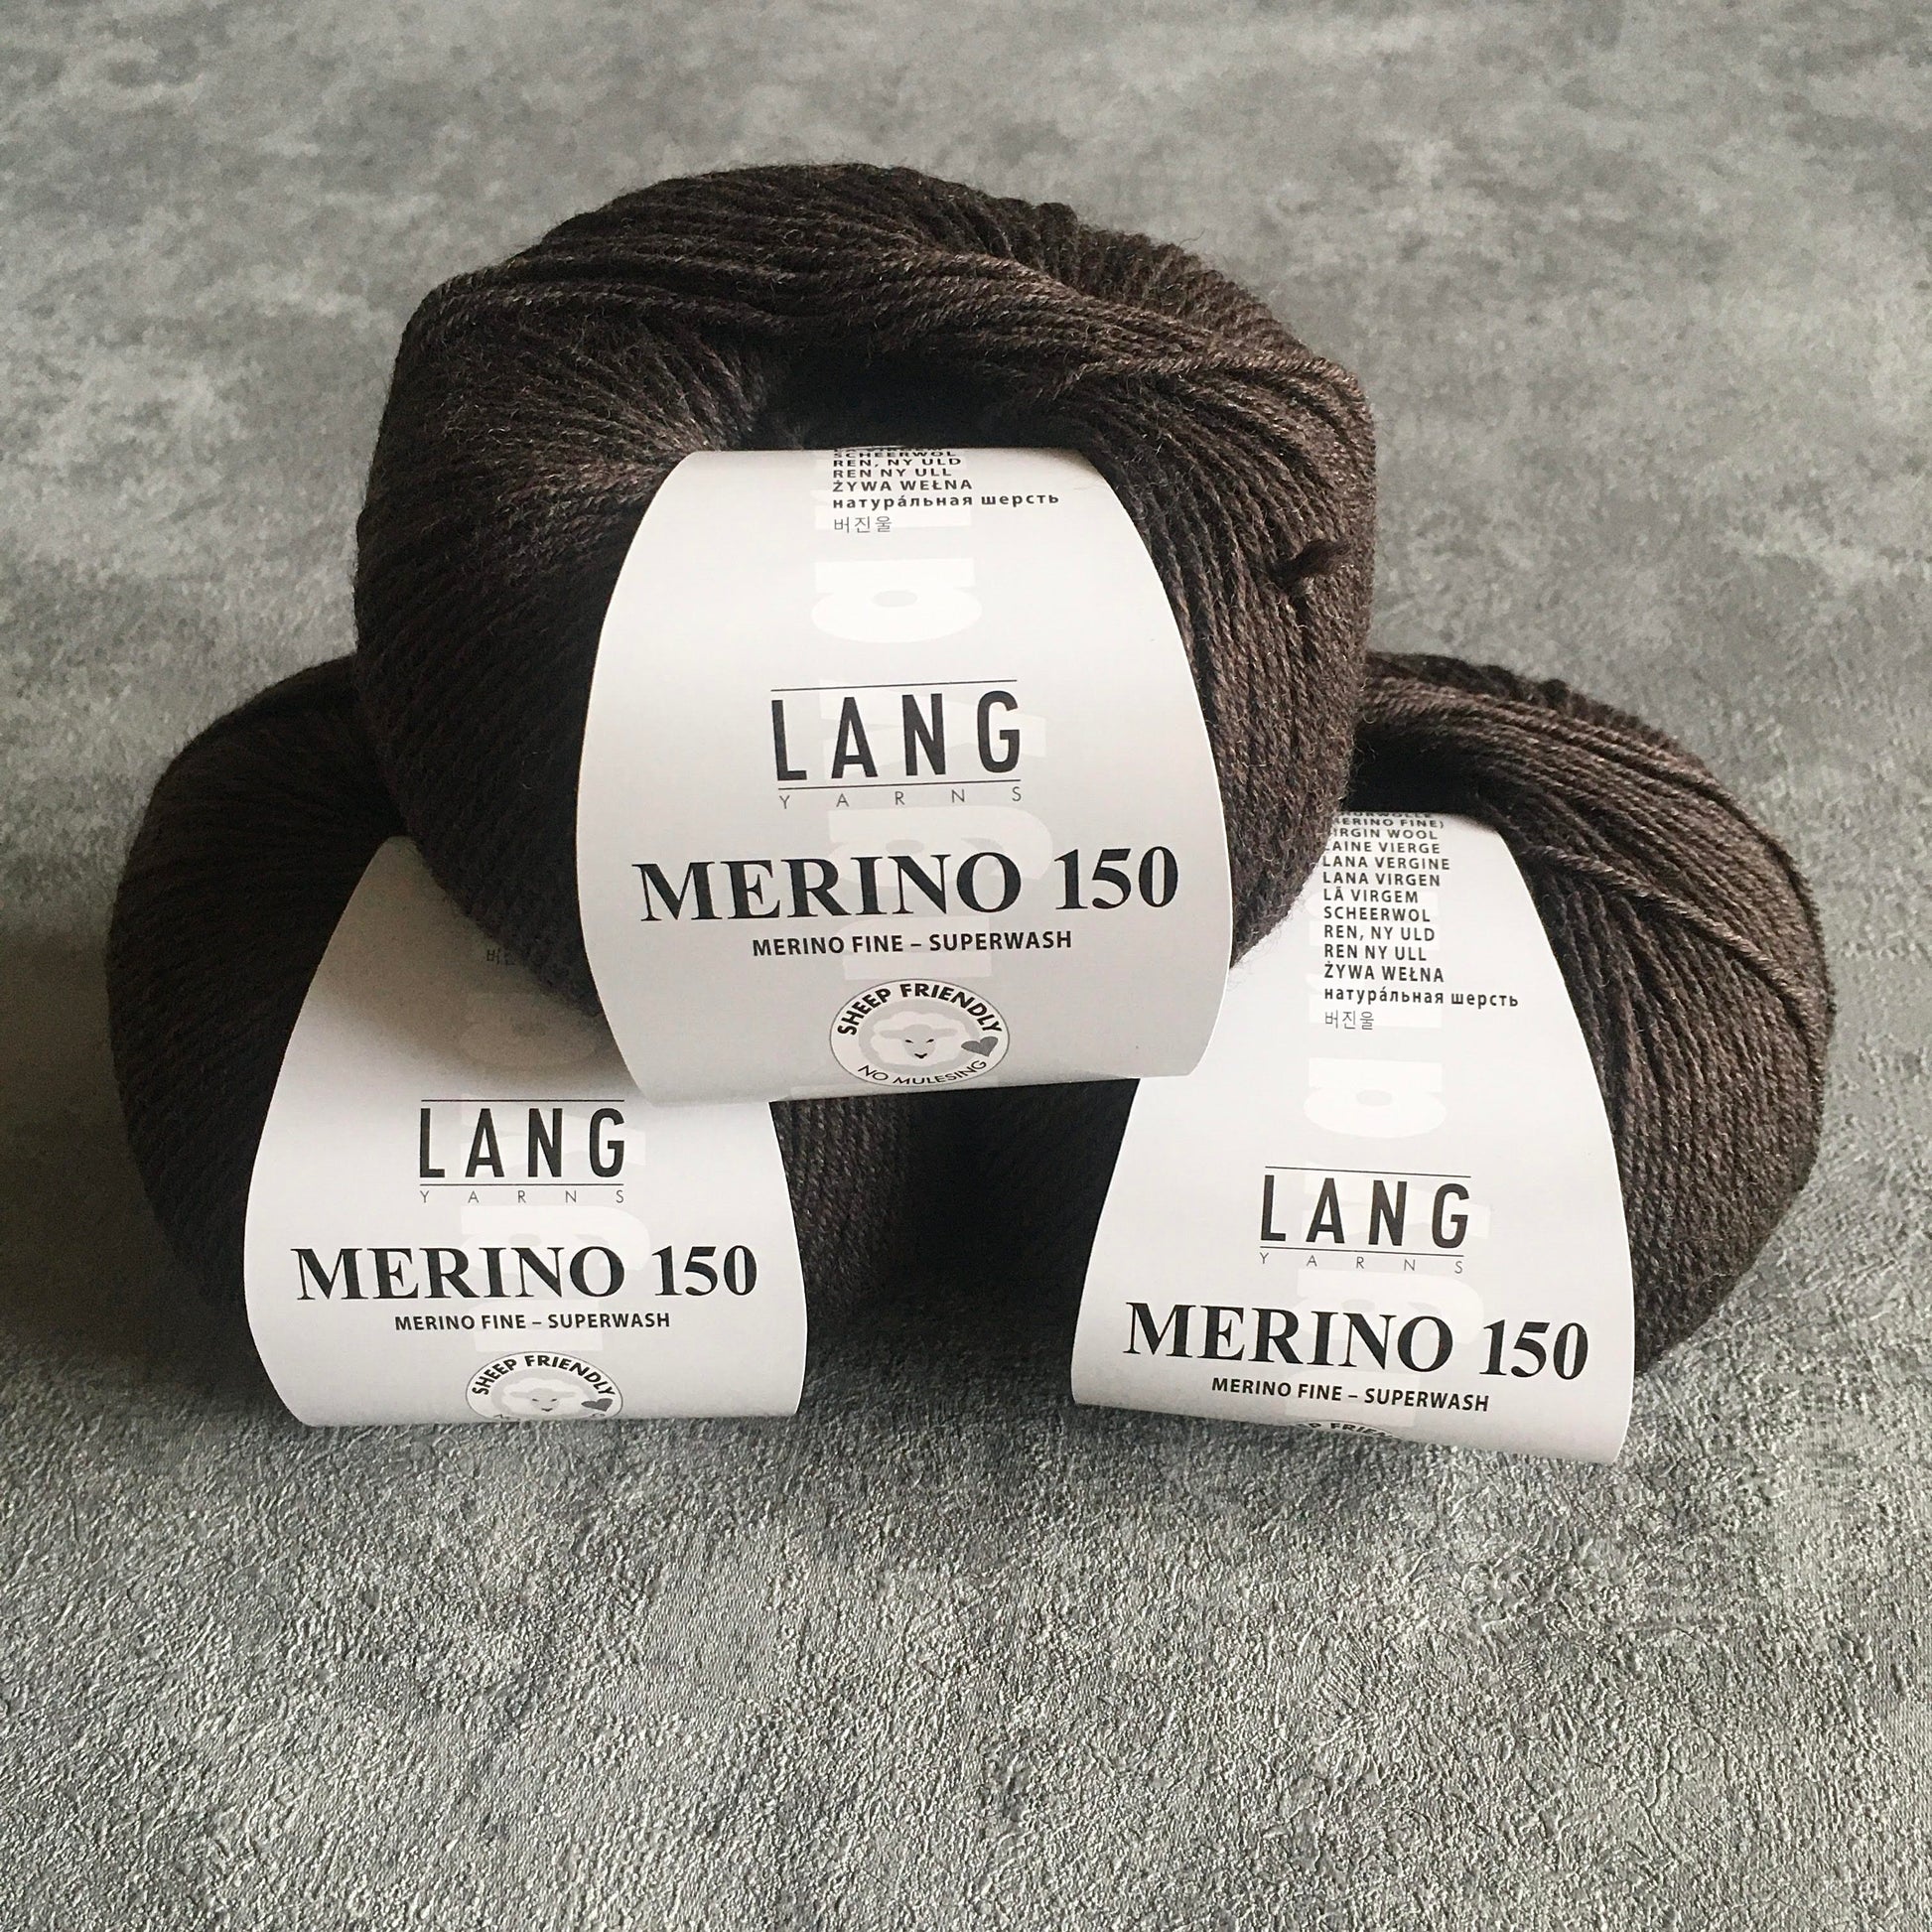 SCHEERWOL
REN, NY ULD
REN NY ULL
ŻYWA WEŁNA
натура́льная шерсть
버진울
LANG
YARNS
MERINO 150
MERINO FINE – SUPERWASH
SHEEP FRIENDLY
NO MULESING
LANG
YARNS
MERINO 150
MERINO FINE – SUPERWASH
SHEEP FRIENDLY
VIRGIN WOOL
LAINE VIERGE
LANA VERGINE
LANA VIRGEN
LÃ VIRGEM
SCHEERWOL
REN, NY ULD
REN NY ULL
ŻYWA WEŁNA
натура́льная шерсть
버진울
LANG
YARNS
MERINO 150
MERINO FINE – SUPERWASH